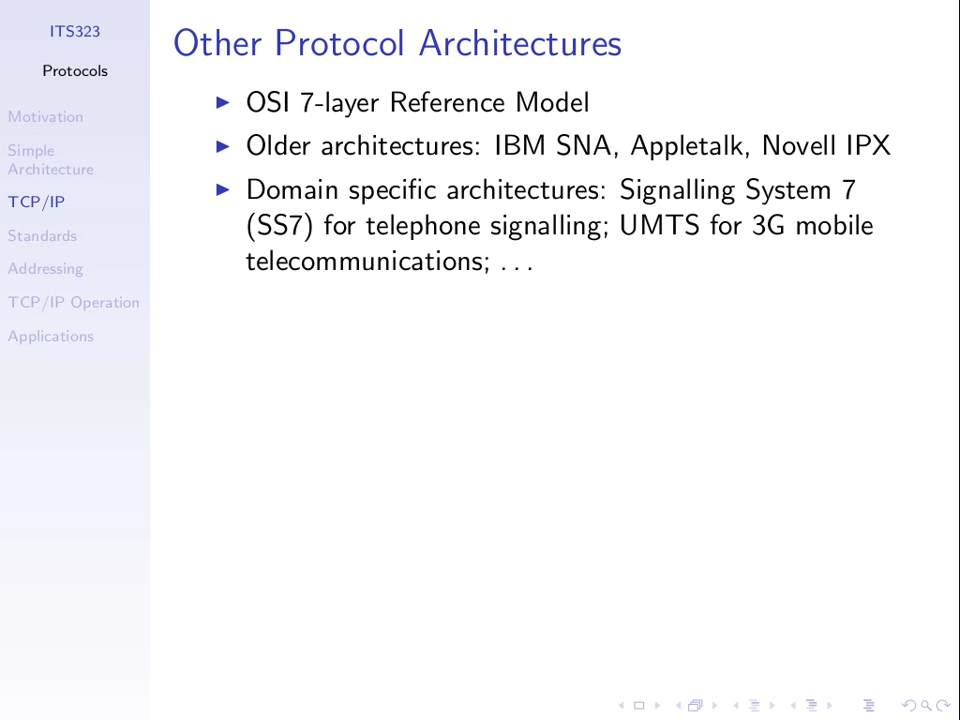 ITS323
Protocols
Motivation
Simple
Architecture
TCP/IP
Standards
Addressing
TCP/IP Operation
Applications
Other Protocol Architectures
OSI 7-layer Reference Model
Older architectures: IBM SNA, Appletalk, Novell IPX
Domain specific architectures: Signalling System 7
(SS7) for telephone signalling; UMTS for 3G mobile
telecommunications; . . .